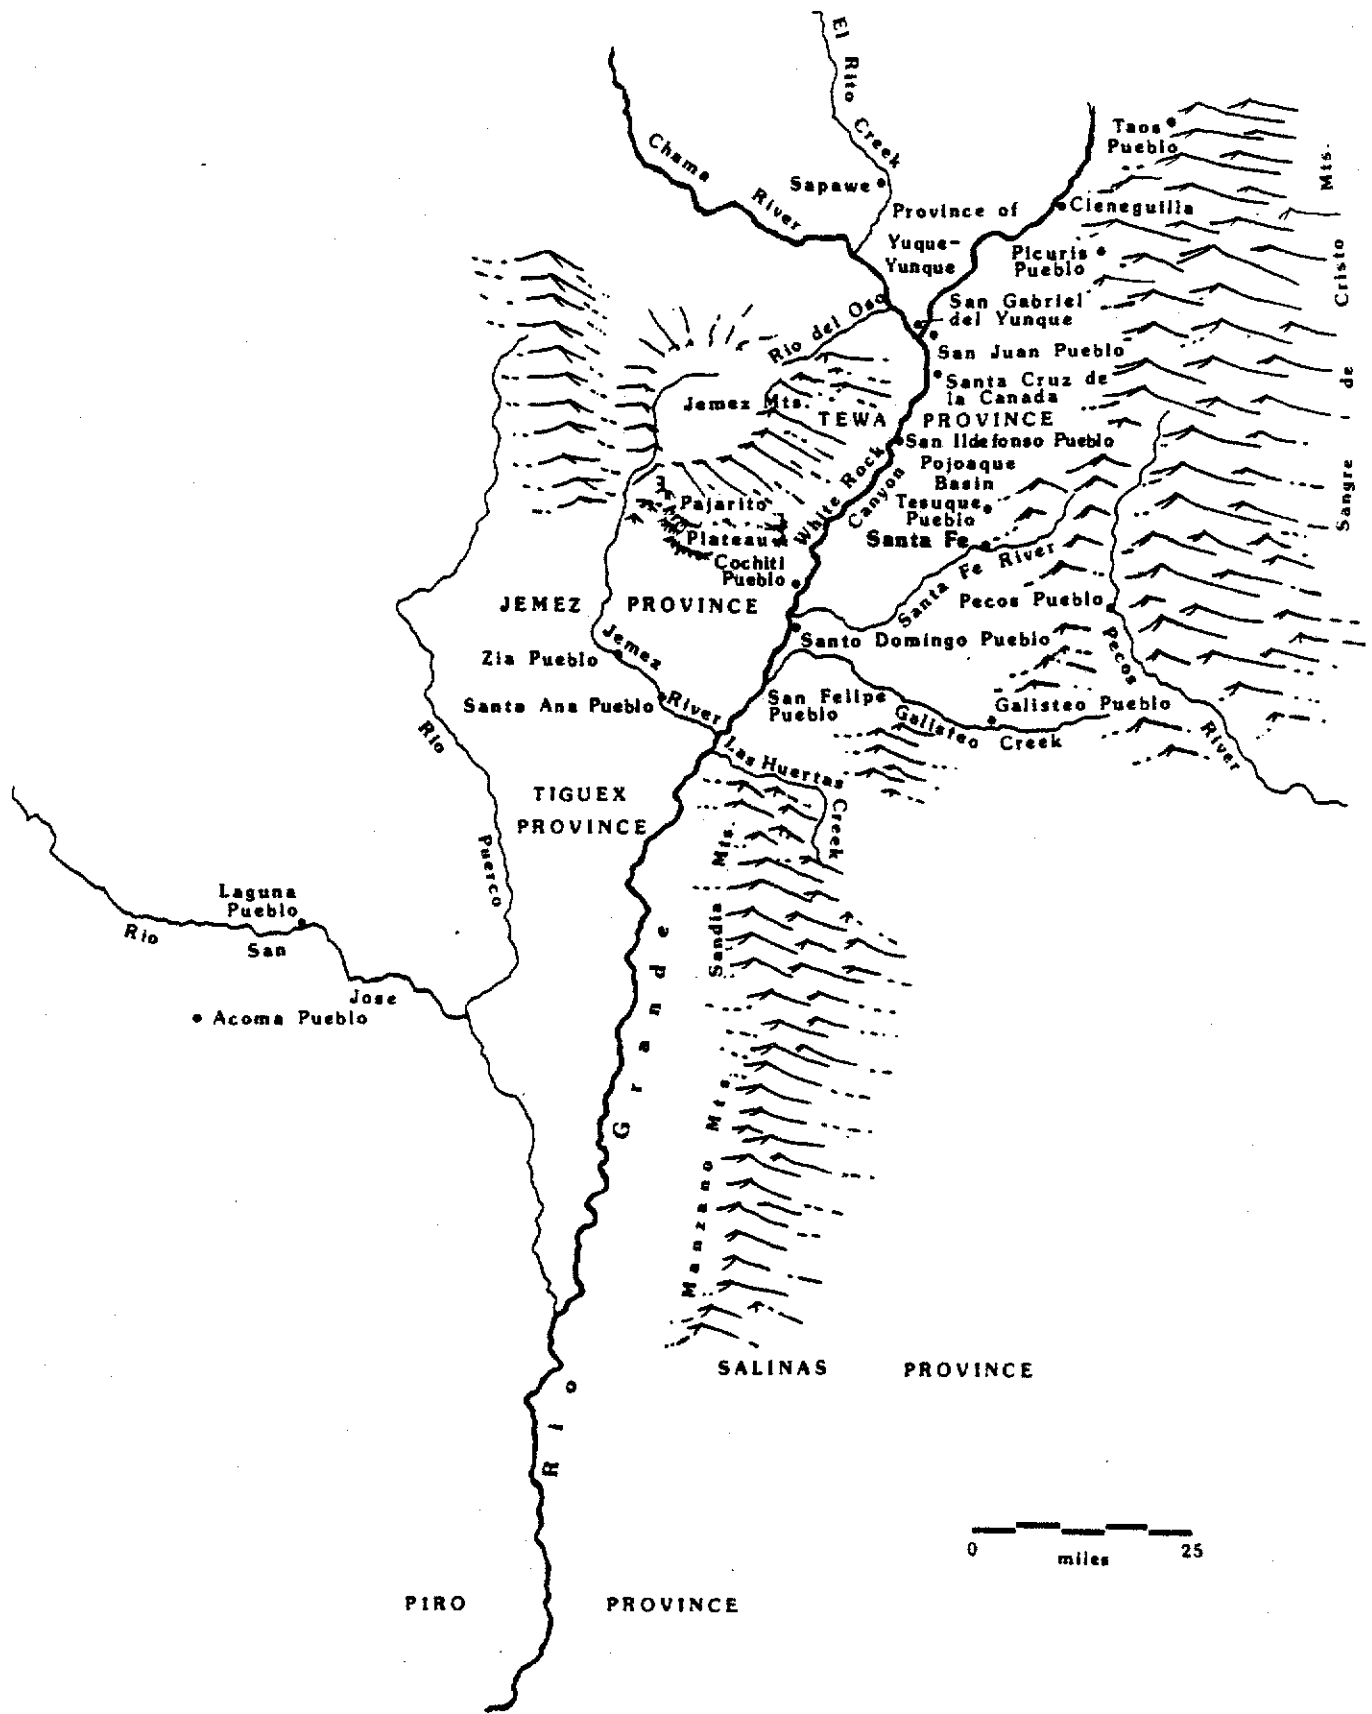 El Rito Creek
Taos
Pueblo
Chama River
Sapawe
Province of
Yuque-
Yunque
Cieneguilla
Picuris
Pueblo
Sangre de Cristo Mts.
San Gabriel
del Yunque
Rio del Oso
San Juan Pueblo
Santa Cruz de
la Canada
Jemez Mts.
TEWA PROVINCE
San Ildefonso Pueblo
White Rock
Canyon
Pojoaque
Basin
Pajarito
Plateau
Tesuque
Pueblo
Santa Fe
Santa Fe River
Cochiti
Pueblo
JEMEZ PROVINCE
Pecos Pueblo
Pecos River
Jemez River
Santo Domingo Pueblo
Zia Pueblo
Santa Ana Pueblo
San Felipe
Pueblo
Galisteo Pueblo
Galisteo Creek
Las Huertas Creek
Rio Puerco
TIGUEX
PROVINCE
Sandia Mts.
Laguna
Pueblo
Rio San Jose
Acoma Pueblo
Rio Grande
Manzano Mts.
SALINAS PROVINCE
0 25
miles
PIRO PROVINCE